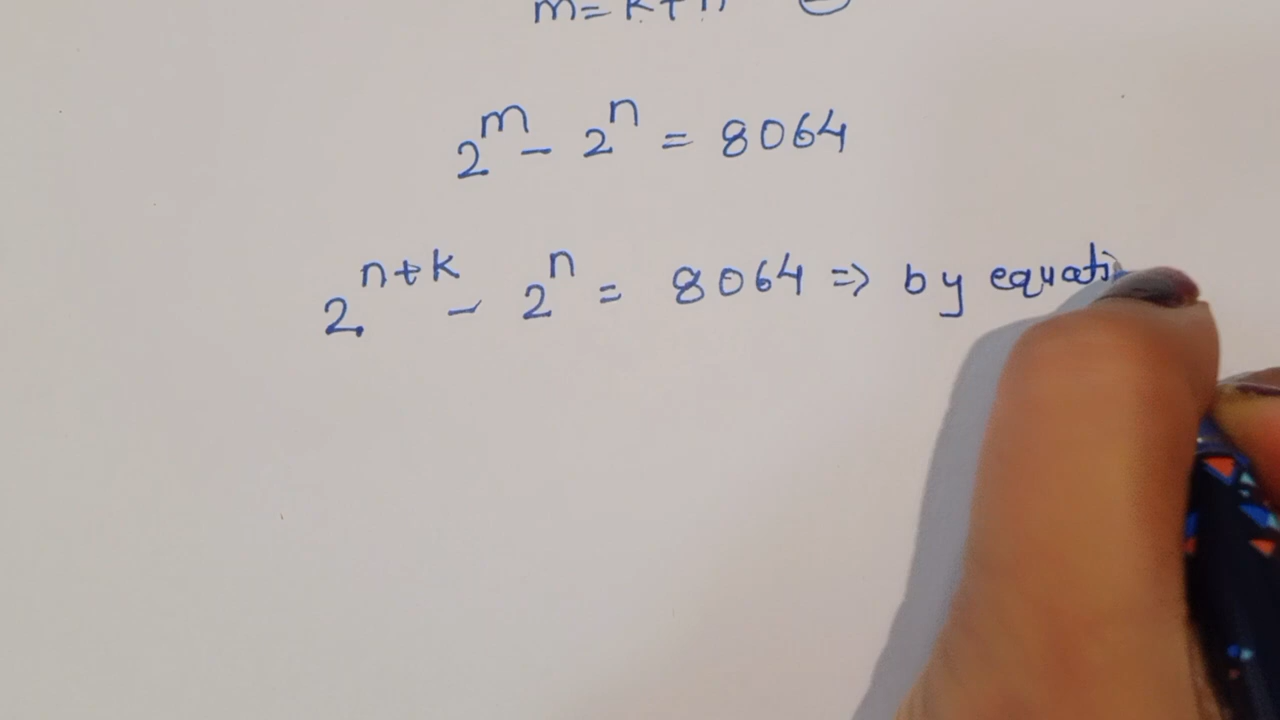 m = k + n
2^m - 2^n = 8064
2^n+k - 2^n = 8064 => by equati